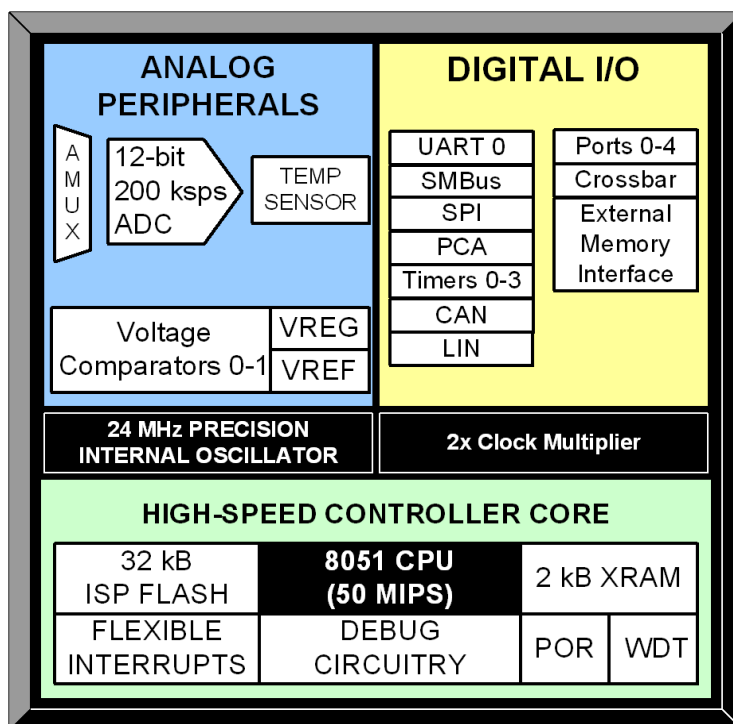 ANALOG
PERIPHERALS
A
M
U
X
12-bit
200 ksps
ADC
TEMP
SENSOR
Voltage
Comparators 0-1
VREG
VREF
DIGITAL I/O
UART 0
SMBus
SPI
PCA
Timers 0-3
CAN
LIN
Ports 0-4
Crossbar
External
Memory
Interface
24 MHz PRECISION
INTERNAL OSCILLATOR
2x Clock Multiplier
HIGH-SPEED CONTROLLER CORE
32 kB
ISP FLASH
8051 CPU
(50 MIPS)
2 kB XRAM
FLEXIBLE
INTERRUPTS
DEBUG
CIRCUITRY
POR
WDT